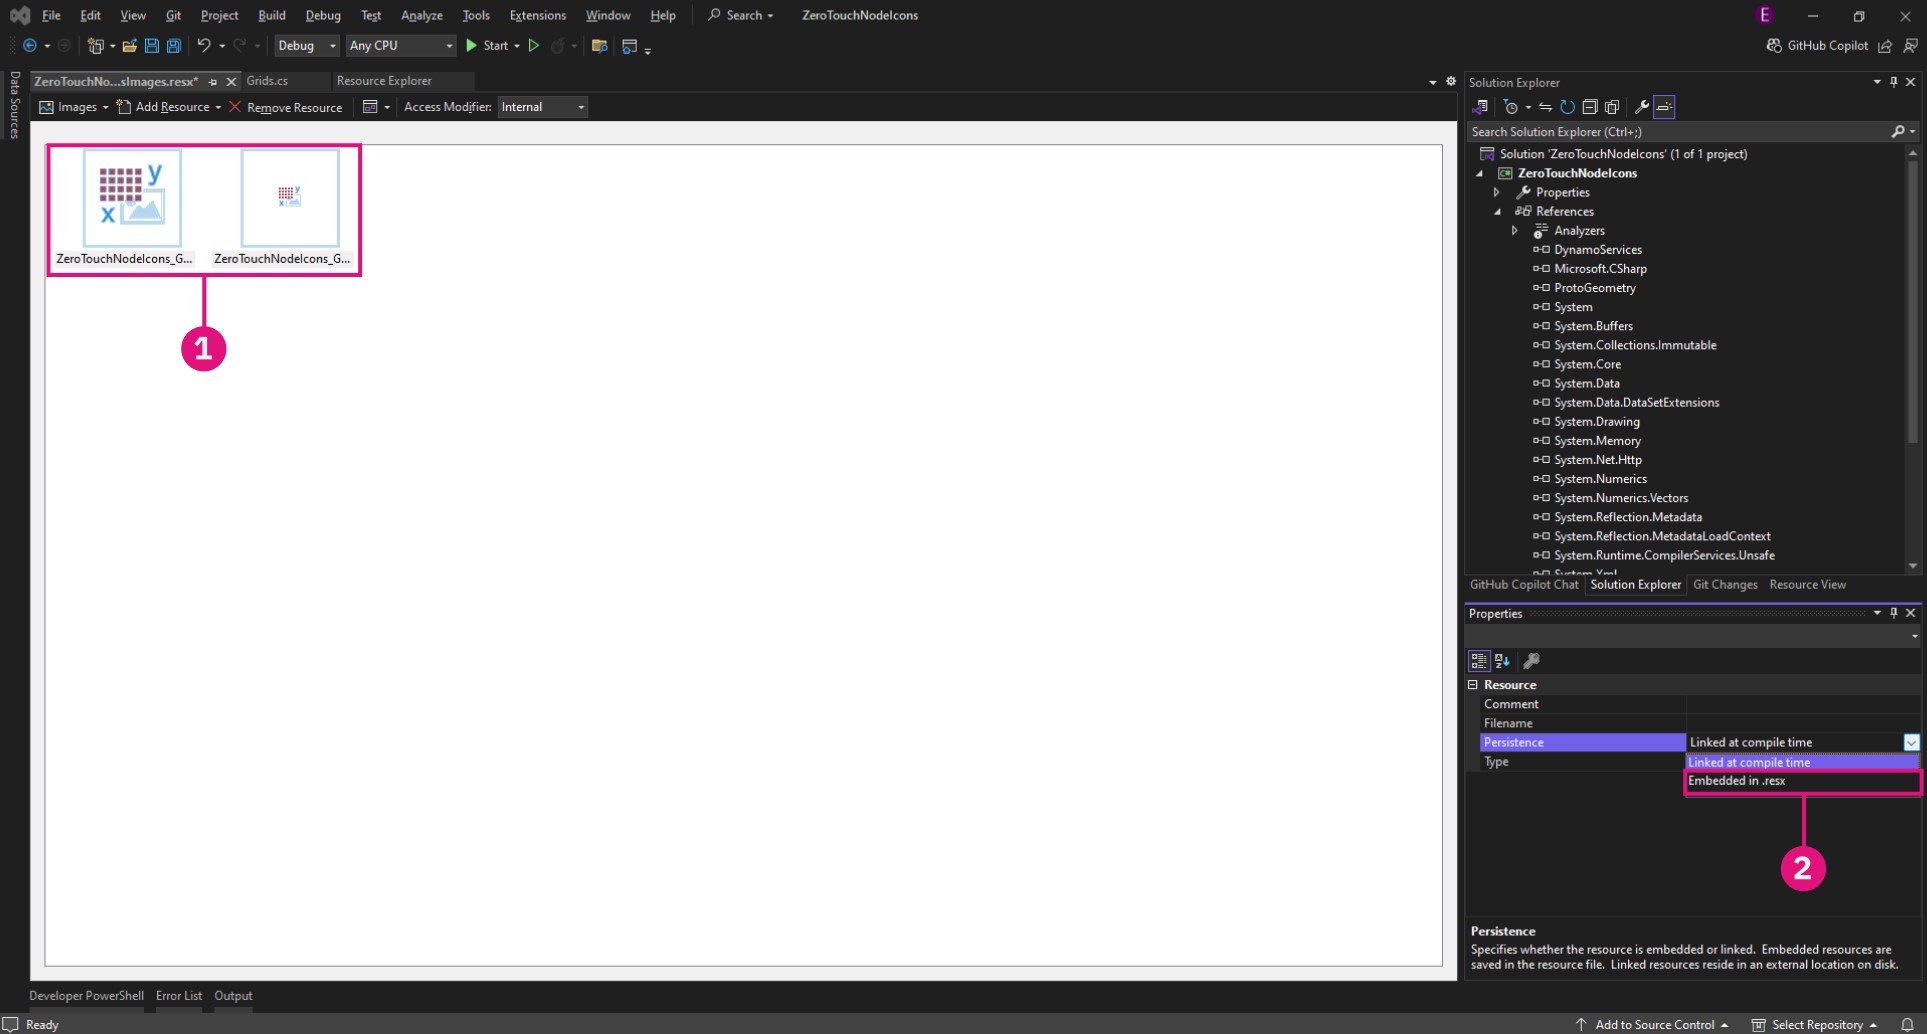 File Edit View Git Project Build Debug Test Analyze Tools Extensions Window Help Search ZeroTouchNodeIcons E
Debug Any CPU Start GitHub Copilot
Data Sources
ZeroTouchNo...sImages.resx* Grids.cs Resource Explorer
Images Add Resource Remove Resource Access Modifier: Internal
ZeroTouchNodeIcons_G... ZeroTouchNodeIcons_G...
1
Solution Explorer
Search Solution Explorer (Ctrl+;)
Solution 'ZeroTouchNodeIcons' (1 of 1 project)
ZeroTouchNodeIcons
Properties
References
Analyzers
DynamoServices
Microsoft.CSharp
ProtoGeometry
System
System.Buffers
System.Collections.Immutable
System.Core
System.Data
System.Data.DataSetExtensions
System.Drawing
System.Memory
System.Net.Http
System.Numerics
System.Numerics.Vectors
System.Reflection.Metadata
System.Reflection.MetadataLoadContext
System.Runtime.CompilerServices.Unsafe
System.Xml
GitHub Copilot Chat Solution Explorer Git Changes Resource View
Properties
Resource
Comment
Filename
Persistence Linked at compile time
Type Linked at compile time
Embedded in .resx
2
Persistence
Specifies whether the resource is embedded or linked. Embedded resources are
saved in the resource file. Linked resources reside in an external location on disk.
Developer PowerShell Error List Output
Ready Add to Source Control Select Repository